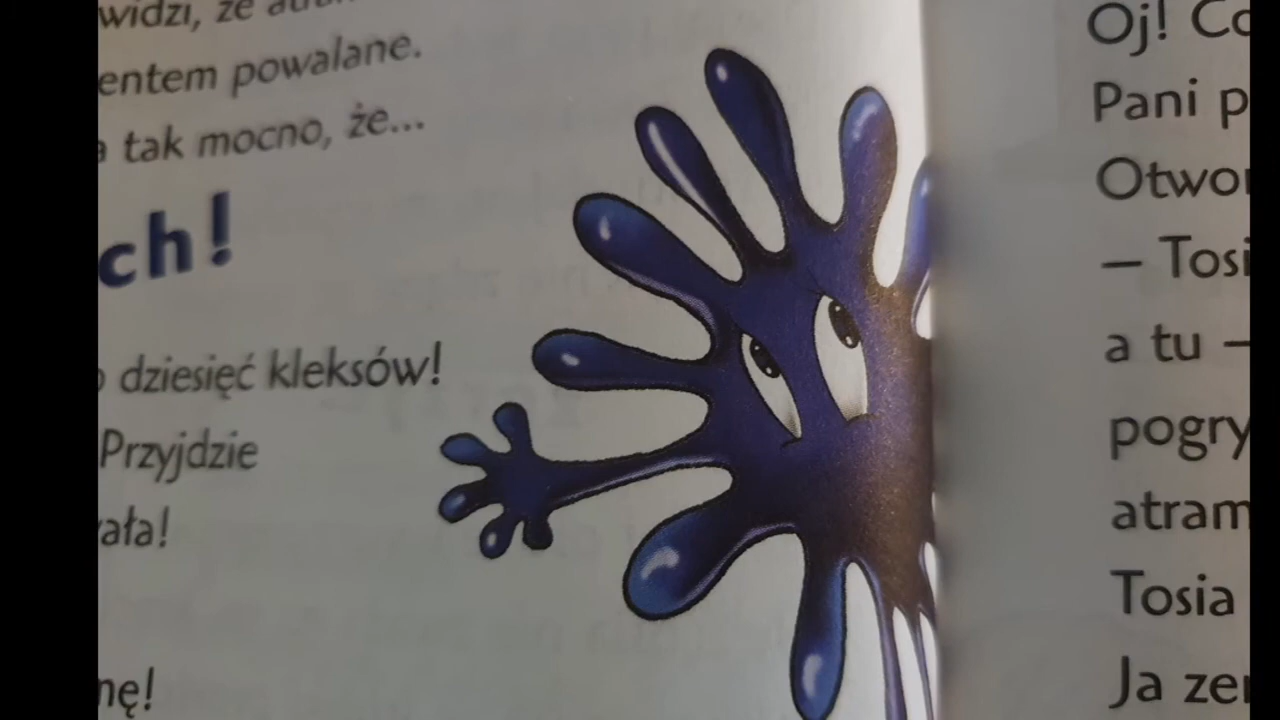 widzi, że
entem powalane.
a tak mocno, że...
ch!
dziesięć kleksów!
Przyjdzie
ała!
nę!
Oj! Co
Pani p
Otwor
– Tosi
a tu –
pogry
atram
Tosia
Ja ze